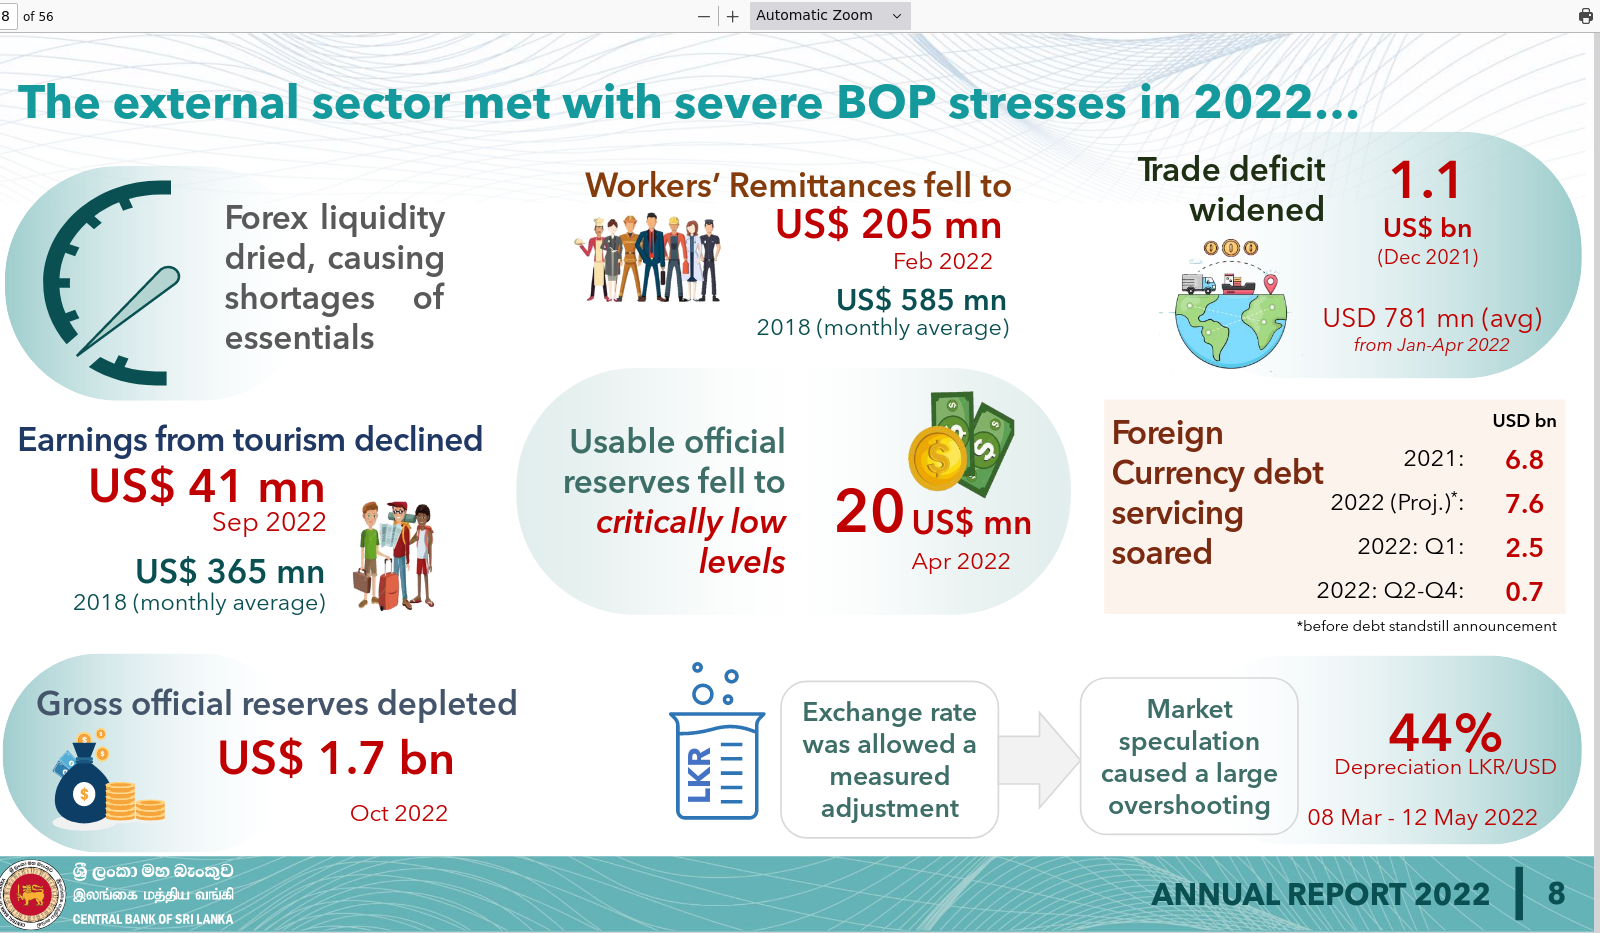 8 of 56
Automatic Zoom
The external sector met with severe BOP stresses in 2022...
Forex liquidity
dried, causing
shortages of
essentials
Workers’ Remittances fell to
US$ 205 mn
Feb 2022
US$ 585 mn
2018 (monthly average)
Trade deficit
widened
1.1
US$ bn
(Dec 2021)
USD 781 mn (avg)
from Jan-Apr 2022
Earnings from tourism declined
US$ 41 mn
Sep 2022
US$ 365 mn
2018 (monthly average)
Usable official
reserves fell to
critically low
levels
20 US$ mn
Apr 2022
Foreign
Currency debt
servicing
soared
USD bn
2021: 6.8
2022 (Proj.)*: 7.6
2022: Q1: 2.5
2022: Q2-Q4: 0.7
*before debt standstill announcement
Gross official reserves depleted
US$ 1.7 bn
Oct 2022
LKR
Exchange rate
was allowed a
measured
adjustment
Market
speculation
caused a large
overshooting
44%
Depreciation LKR/USD
08 Mar - 12 May 2022
ශ්‍රී ලංකා මහ බැංකුව
இலங்கை மத்திய வங்கி
CENTRAL BANK OF SRI LANKA
ANNUAL REPORT 2022
8